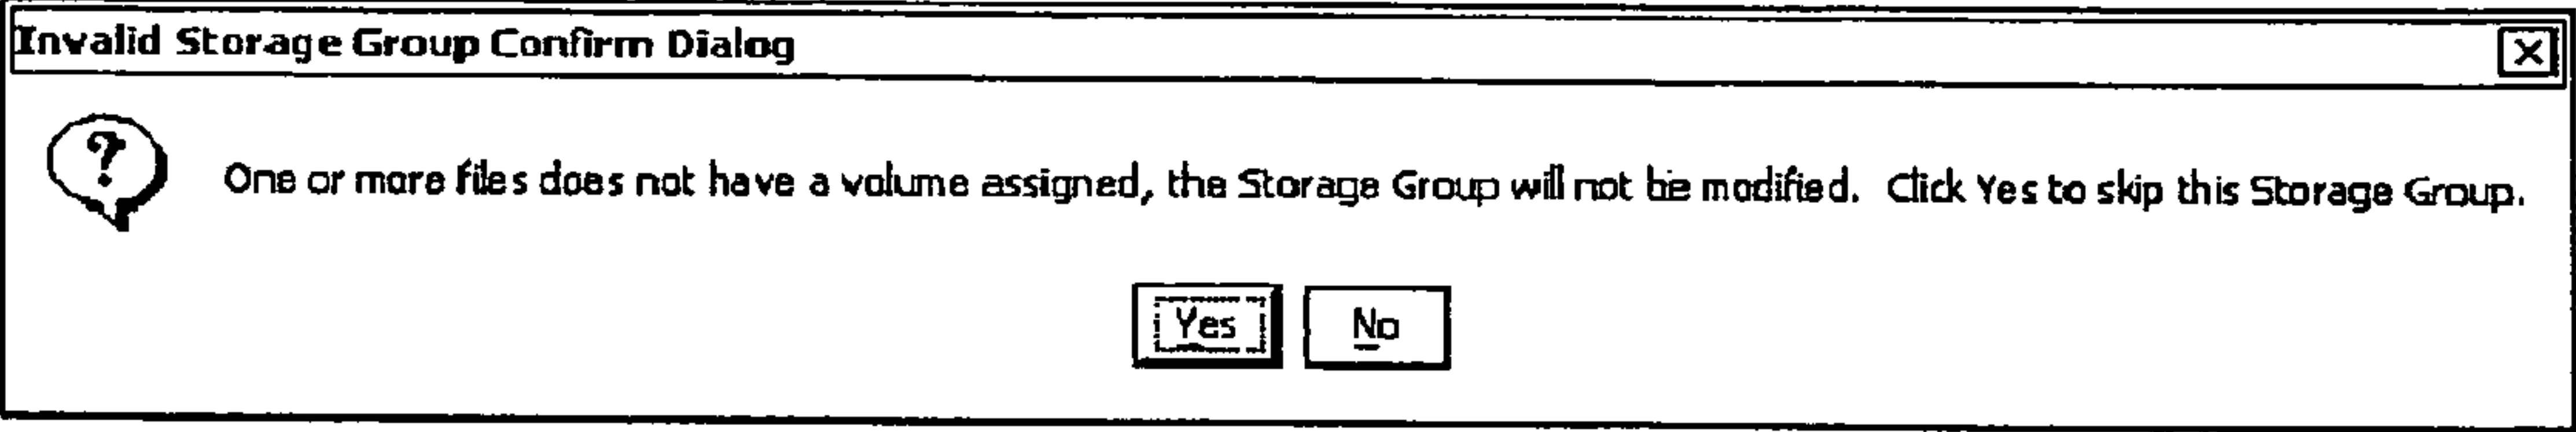 Invalid Storage Group Confirm Dialog
X
?
One or more files does not have a volume assigned, the Storage Group will not be modified. Click Yes to skip this Storage Group.
Yes No